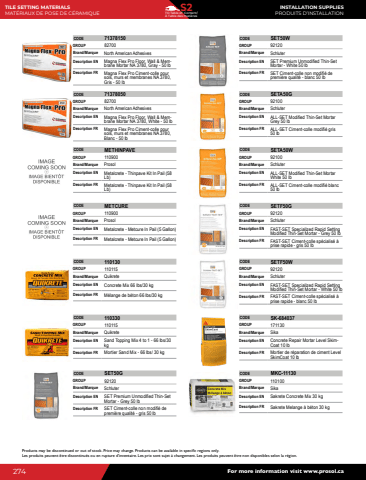 TILE SETTING MATERIALS
MATÉRIAUX DE POSE DE CÉRAMIQUE
S2
INSTALLATION SUPPLIES
PRODUITS D'INSTALLATION
CODE 71378150
GROUP 82700
Brand/Marque North American Adhesives
Description EN Magna Flex Pro Floor, Wall & Mem-
brane Mortar NA 3780, Grey - 50 lb
Description FR Magna Flex Pro Ciment-colle pour
sol, murs et membranes NA 3780,
Gris - 50 lb
CODE 71378050
GROUP 82700
Brand/Marque North American Adhesives
Description EN Magna Flex Pro Floor, Wall & Mem-
brane Mortar NA 3780, White - 50 lb
Description FR Magna Flex Pro Ciment-colle pour
sol, murs et membranes NA 3780,
Blanc - 50 lb
IMAGE
COMING SOON
IMAGE BIENTÔT
DISPONIBLE
CODE METHINPAVE
GROUP 110900
Brand/Marque Prosol
Description EN Metalcrete - Thinpave Kit In Pail (58
Lb)
Description FR Metalcrete - Thinpave Kit In Pail (58
Lb)
IMAGE
COMING SOON
IMAGE BIENTÔT
DISPONIBLE
CODE METCURE
GROUP 110900
Brand/Marque Prosol
Description EN Metalcrete - Metcure In Pail (5 Gallon)
Description FR Metalcrete - Metcure In Pail (5 Gallon)
CODE 110130
GROUP 110115
Brand/Marque Quikrete
Description EN Concrete Mix 66 lbs/30 kg
Description FR Mélange de béton 66 lbs/30 kg
CODE 110330
GROUP 110115
Brand/Marque Quikrete
Description EN Sand Topping Mix 4 to 1 - 66 lbs/30
kg
Description FR Mortier Sand Mix - 66 lbs/ 30 kg
CODE SET50G
GROUP 82120
Brand/Marque Schluter
Description EN SET Premium Unmodified Thin-Set
Mortar - Grey 50 lb
Description FR SET Ciment-colle non modifié de
première qualité - gris 50 lb
CODE SET50W
GROUP 82120
Brand/Marque Schluter
Description EN SET Premium Unmodified Thin-Set
Mortar - White 50 lb
Description FR SET Ciment-colle non modifié de
première qualité - blanc 50 lb
CODE SETA50G
GROUP 82100
Brand/Marque Schluter
Description EN ALL-SET Modified Thin-Set Mortar
Grey 50 lb
Description FR ALL-SET Ciment-colle modifié gris
50 lb
CODE SETA50W
GROUP 82100
Brand/Marque Schluter
Description EN ALL-SET Modified Thin-Set Mortar
White 50 lb
Description FR ALL-SET Ciment-colle modifié blanc
50 lb
CODE SETF50G
GROUP 82120
Brand/Marque Schluter
Description EN FAST-SET Specialized Rapid Setting
Modified Thin-Set Mortar - Grey 50 lb
Description FR FAST-SET Ciment-colle spécialisé à
prise rapide - gris 50 lb
CODE SETF50W
GROUP 82120
Brand/Marque Schluter
Description EN FAST-SET Specialized Rapid Setting
Modified Thin-Set Mortar - White 50 lb
Description FR FAST-SET Ciment-colle spécialisé à
prise rapide - blanc 50 lb
CODE SK-684037
GROUP 171130
Brand/Marque Sika
Description EN Concrete Repair Mortar Level Skim-
Coat 10 lb
Description FR Mortier de réparation de ciment Level
SkimCoat 10 lb
CODE MKC-11130
GROUP 110100
Brand/Marque Sika
Description EN Sakrete Concrete Mix 30 kg
Description FR Sakrete Mélange à béton 30 kg
Products may be discontinued or out of stock. Price may change. Products can be available in specific regions only.
Les produits peuvent être discontinués ou en rupture d'inventaire. Les prix sont sujets à changement. Les produits peuvent être non disponibles selon la région.
274
For more information visit www.prosol.ca